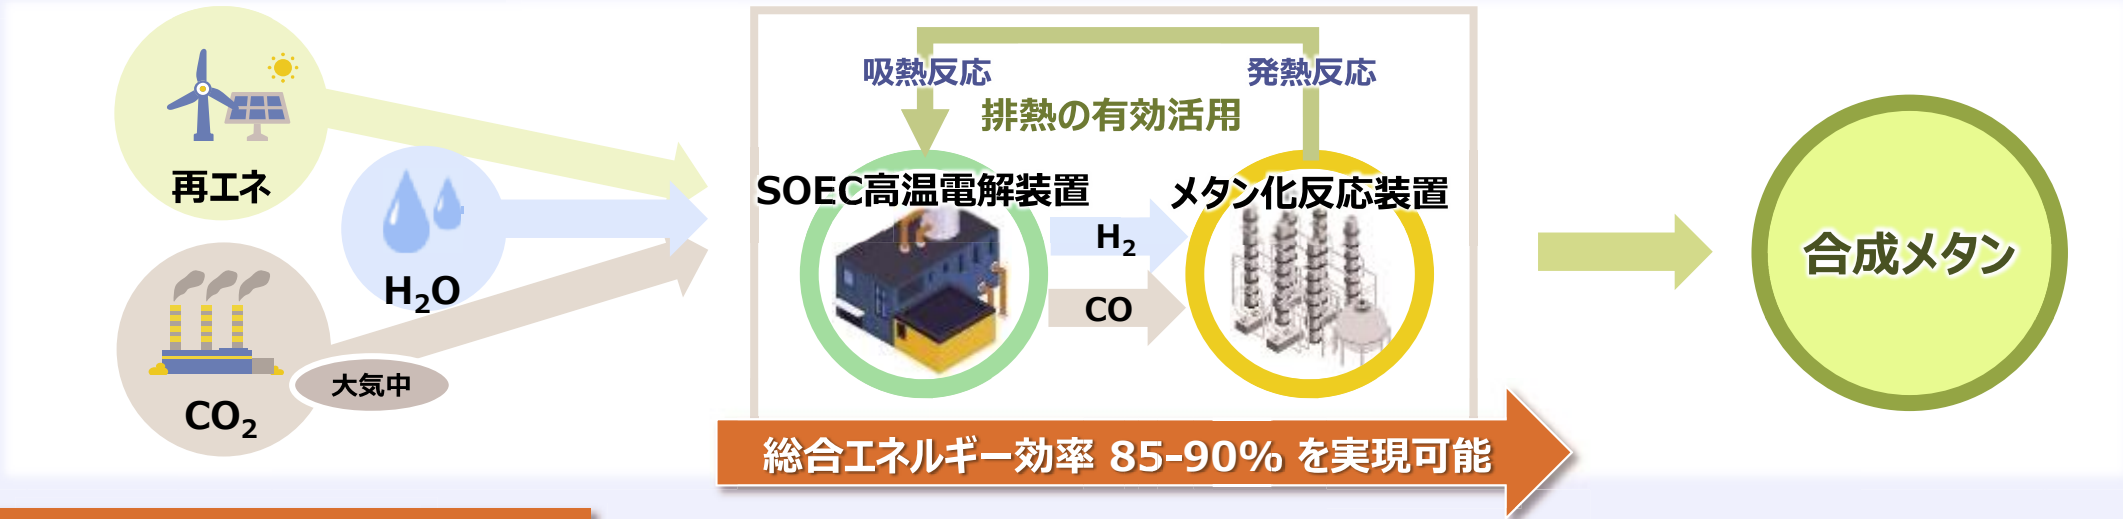 再エネ
H₂O
CO₂
大気中
吸熱反応
発熱反応
排熱の有効活用
SOEC高温電解装置
メタン化反応装置
H₂
CO
合成メタン
総合エネルギー効率 85-90% を実現可能